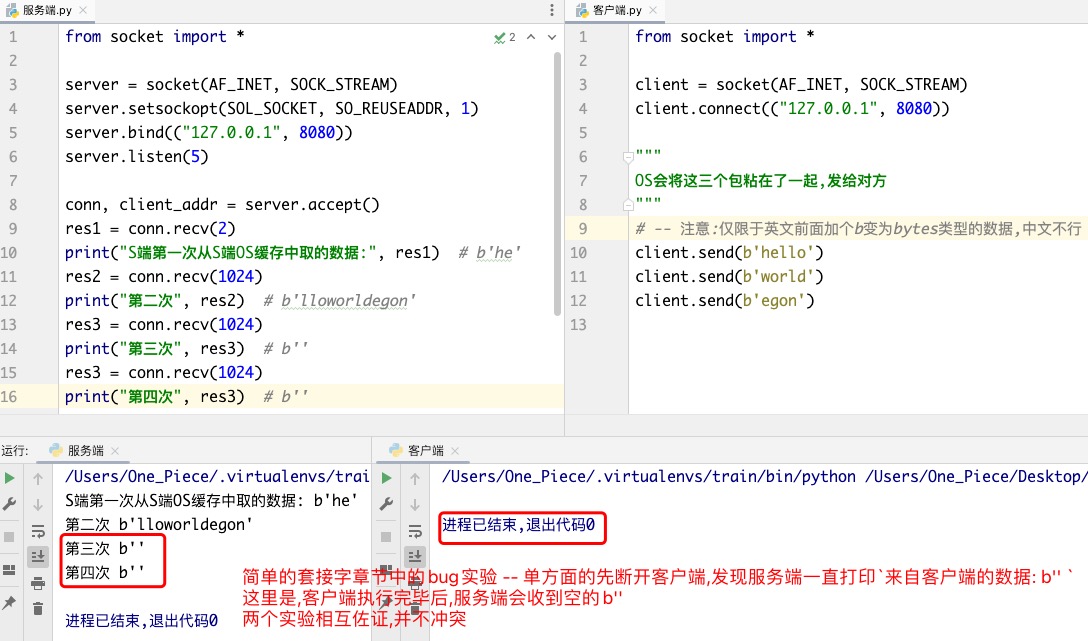 服务端.py
1 from socket import *
2
2
3 server = socket(AF_INET, SOCK_STREAM)
4 server.setsockopt(SOL_SOCKET, SO_REUSEADDR, 1)
5 server.bind(("127.0.0.1", 8080))
6 server.listen(5)
7
8 conn, client_addr = server.accept()
9 res1 = conn.recv(2)
10 print("S端第一次从S端OS缓存中取的数据:", res1)  # b'he'
11 res2 = conn.recv(1024)
12 print("第二次", res2)  # b'lloworldegon'
13 res3 = conn.recv(1024)
14 print("第三次", res3)  # b''
15 res3 = conn.recv(1024)
16 print("第四次", res3)  # b''
客户端.py
1 from socket import *
2
3 client = socket(AF_INET, SOCK_STREAM)
4 client.connect(("127.0.0.1", 8080))
5
6 """
7 OS会将这三个包粘在了一起,发给对方
8 """
9 # -- 注意:仅限于英文前面加个b变为bytes类型的数据,中文不行
10 client.send(b'hello')
11 client.send(b'world')
12 client.send(b'egon')
13
运行: 服务端
/Users/One_Piece/.virtualenvs/trai
S端第一次从S端OS缓存中取的数据: b'he'
第二次 b'lloworldegon'
第三次 b''
第四次 b''
进程已结束,退出代码0
客户端
/Users/One_Piece/.virtualenvs/train/bin/python /Users/One_Piece/Desktop/
进程已结束,退出代码0
简单的套接字章节中的bug实验 -- 单方面的先断开客户端,发现服务端一直打印`来自客户端的数据: b'' `
这里是,客户端执行完毕后,服务端会收到空的b''
两个实验相互佐证,并不冲突